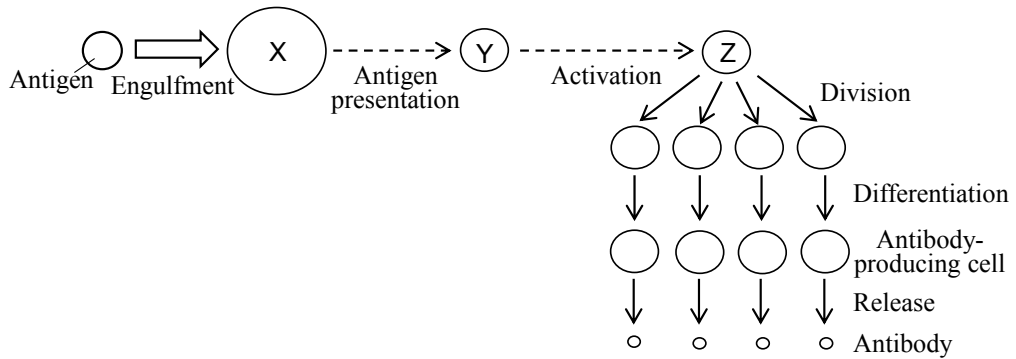 Antigen
Engulfment
X
Antigen
presentation
Y
Activation
Z
Division
Differentiation
Antibody-
producing cell
Release
Antibody